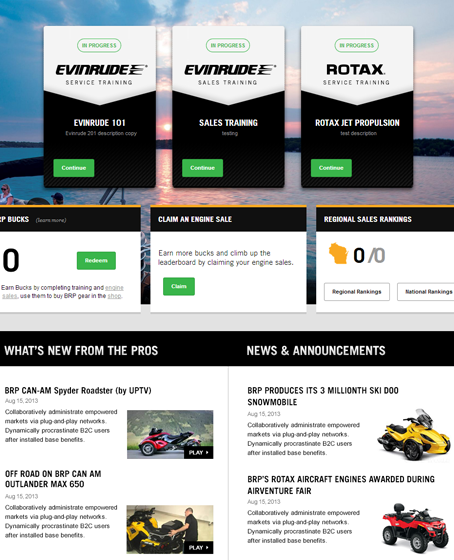 IN PROGRESS
EVINRUDE
SERVICE TRAINING
EVINRUDE 101
Evinrude 201 description copy
Continue
IN PROGRESS
EVINRUDE
SALES TRAINING
SALES TRAINING
testing
Continue
IN PROGRESS
ROTAX
SERVICE TRAINING
ROTAX JET PROPULSION
test description
Continue
RP BUCKS (learn more)
0
Redeem
Earn Bucks by completing training and engine
sales, use them to buy BRP gear in the shop.
CLAIM AN ENGINE SALE
Earn more bucks and climb up the
leaderboard by claiming your engine sales.
Claim
REGIONAL SALES RANKINGS
0/0
Regional Rankings
National Rankings
WHAT'S NEW FROM THE PROS
BRP CAN-AM Spyder Roadster (by UPTV)
Aug 15, 2013
Collaboratively administrate empowered
markets via plug-and-play networks.
Dynamically procrastinate B2C users
after installed base benefits.
PLAY
OFF ROAD ON BRP CAN AM
OUTLANDER MAX 650
Aug 15, 2013
Collaboratively administrate empowered
markets via plug-and-play networks.
Dynamically procrastinate B2C users
after installed base benefits.
PLAY
NEWS & ANNOUNCEMENTS
BRP PRODUCES ITS 3 MILLIONTH SKI DOO
SNOWMOBILE
Aug 15, 2013
Collaboratively administrate empowered
markets via plug-and-play networks.
Dynamically procrastinate B2C users
after installed base benefits.
BRP'S ROTAX AIRCRAFT ENGINES AWARDED DURING
AIRVENTURE FAIR
Aug 15, 2013
Collaboratively administrate empowered
markets via plug-and-play networks.
Dynamically procrastinate B2C users
after installed base benefits.